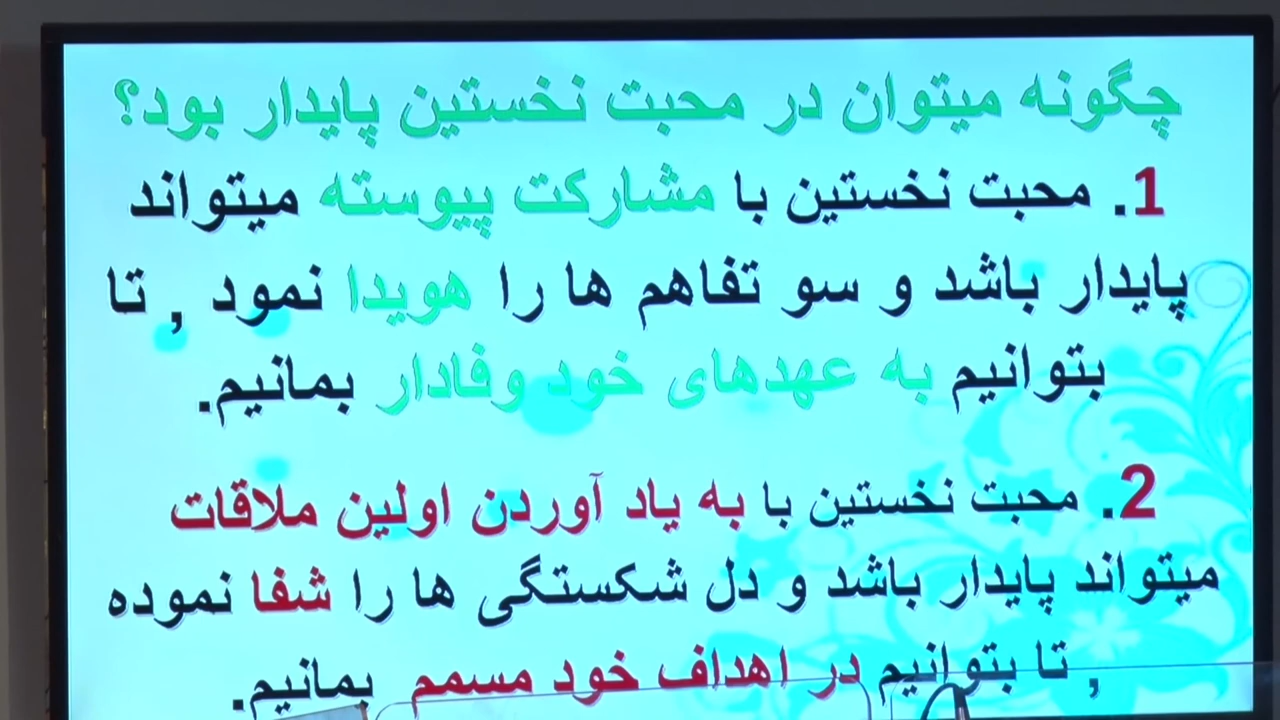 چگونه میتوان در محبت نخستین پایدار بود؟
1. محبت نخستین با مشارکت پیوسته میتواند
پایدار باشد و سو تفاهم ها را هویدا نمود , تا
بتوانیم به عهدهای خود وفادار بمانیم.
2. محبت نخستین با به یاد آوردن اولین ملاقات
میتواند پایدار باشد و دل شکستگی ها را شفا نموده
, تا بتوانیم در اهداف خود مسمم بمانیم.